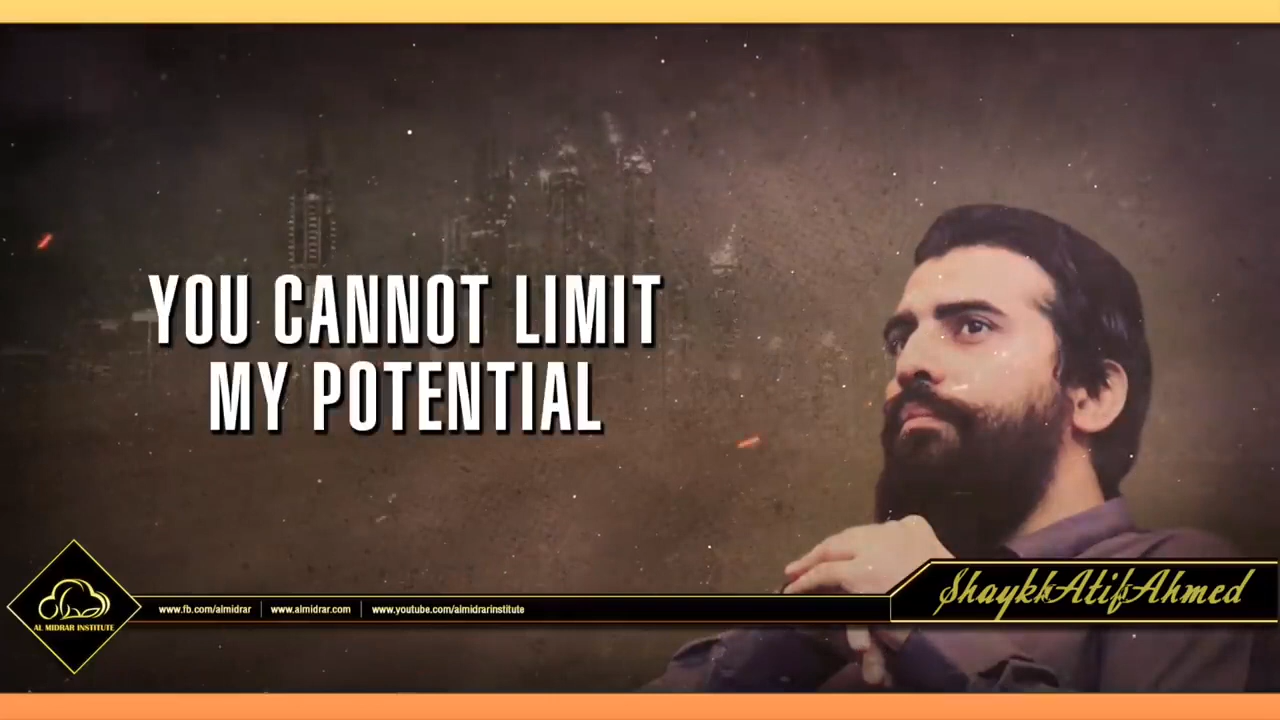 YOU CANNOT LIMIT
MY POTENTIAL
ShaykhAtifAhmed
www.fb.com/almidrar
www.almidrar.com
www.youtube.com/almidrarinstitute
AL MIDRAR INSTITUTE